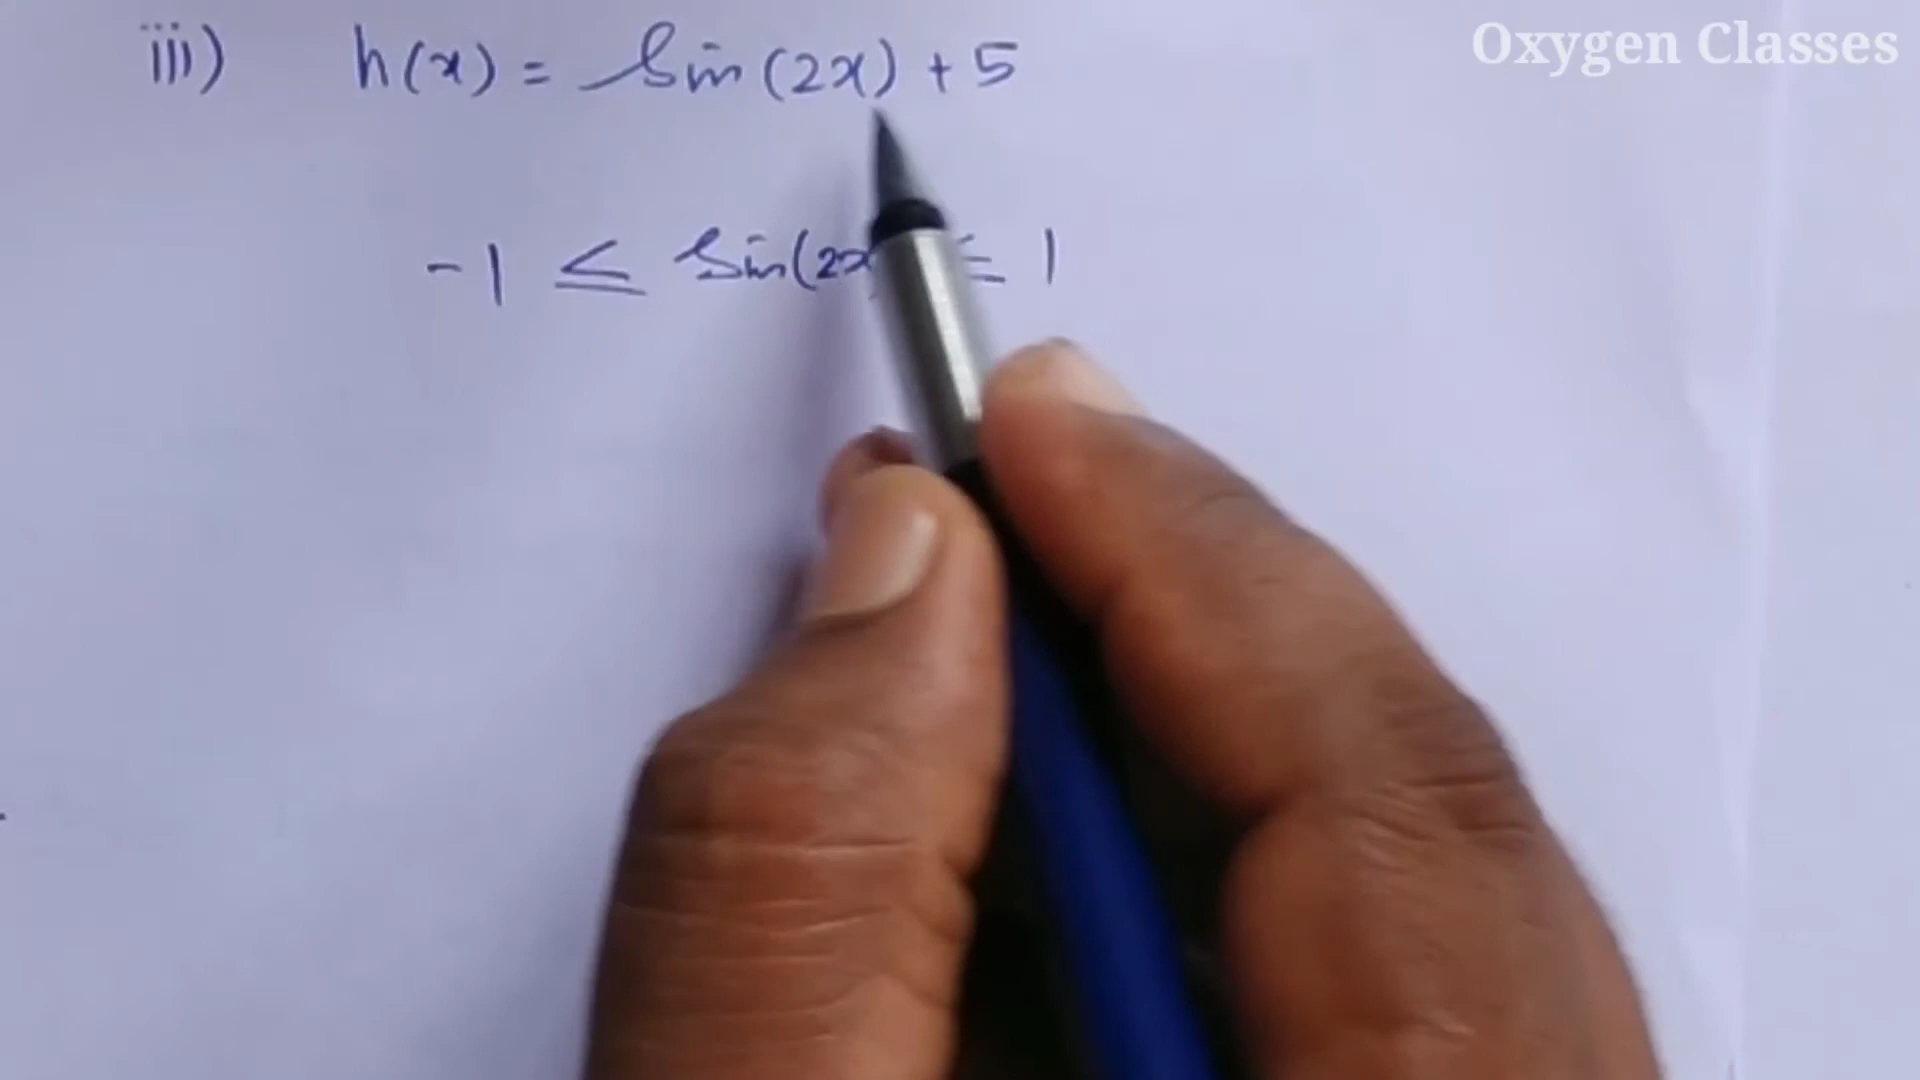 Oxygen Classes
iii) h(x) = Sin(2x) + 5
-1 ≤ Sin(2x ≤ 1